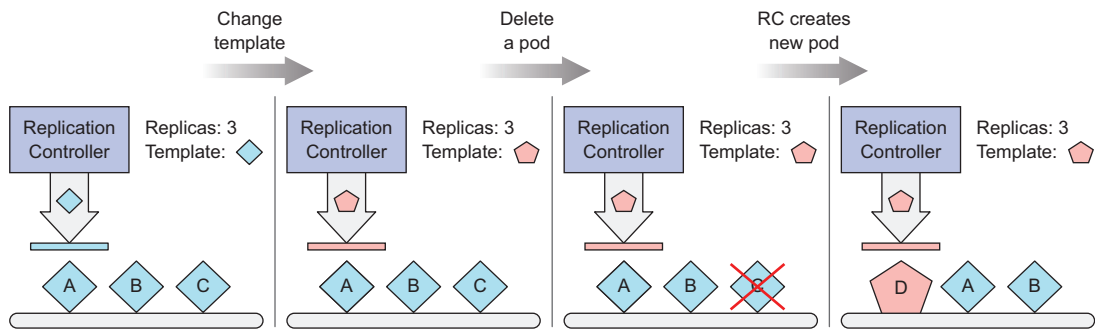 Change
template
Delete
a pod
RC creates
new pod
Replication
Controller
Replicas: 3
Template:
A
B
C
Replication
Controller
Replicas: 3
Template:
A
B
C
Replication
Controller
Replicas: 3
Template:
A
B
C
Replication
Controller
Replicas: 3
Template:
D
A
B